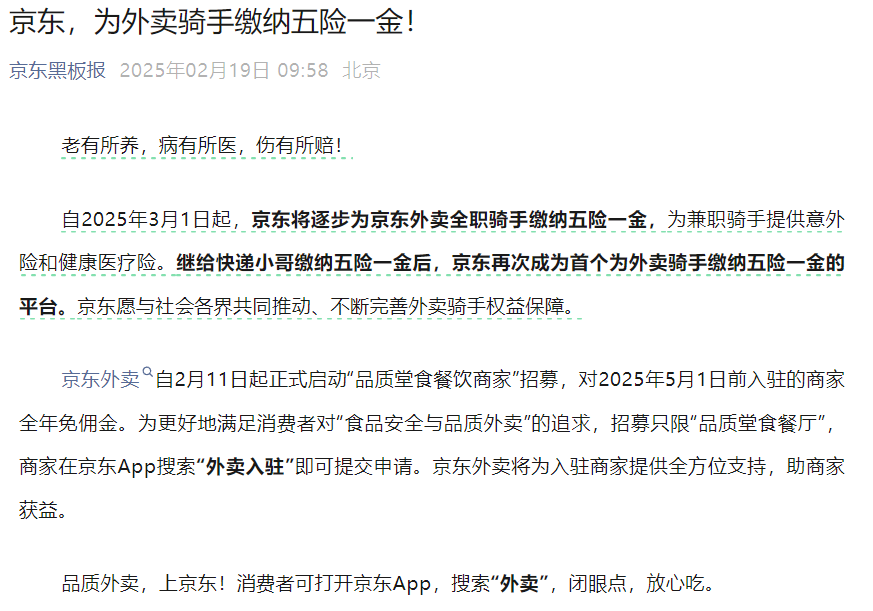 京东，为外卖骑手缴纳五险一金！
京东黑板报 2025年02月19日 09:58 北京
老有所养，病有所医，伤有所赔！
自2025年3月1日起，京东将逐步为京东外卖全职骑手缴纳五险一金，为兼职骑手提供意外
险和健康医疗险。继给快递小哥缴纳五险一金后，京东再次成为首个为外卖骑手缴纳五险一金的
平台。京东愿与社会各界共同推动、不断完善外卖骑手权益保障。
京东外卖自2月11日起正式启动“品质堂食餐饮商家”招募，对2025年5月1日前入驻的商家
全年免佣金。为更好地满足消费者对“食品安全与品质外卖”的追求，招募只限“品质堂食餐厅”，
商家在京东App搜索“外卖入驻”即可提交申请。京东外卖将为入驻商家提供全方位支持，助商家
获益。
品质外卖，上京东！消费者可打开京东App，搜索“外卖”，闭眼点，放心吃。